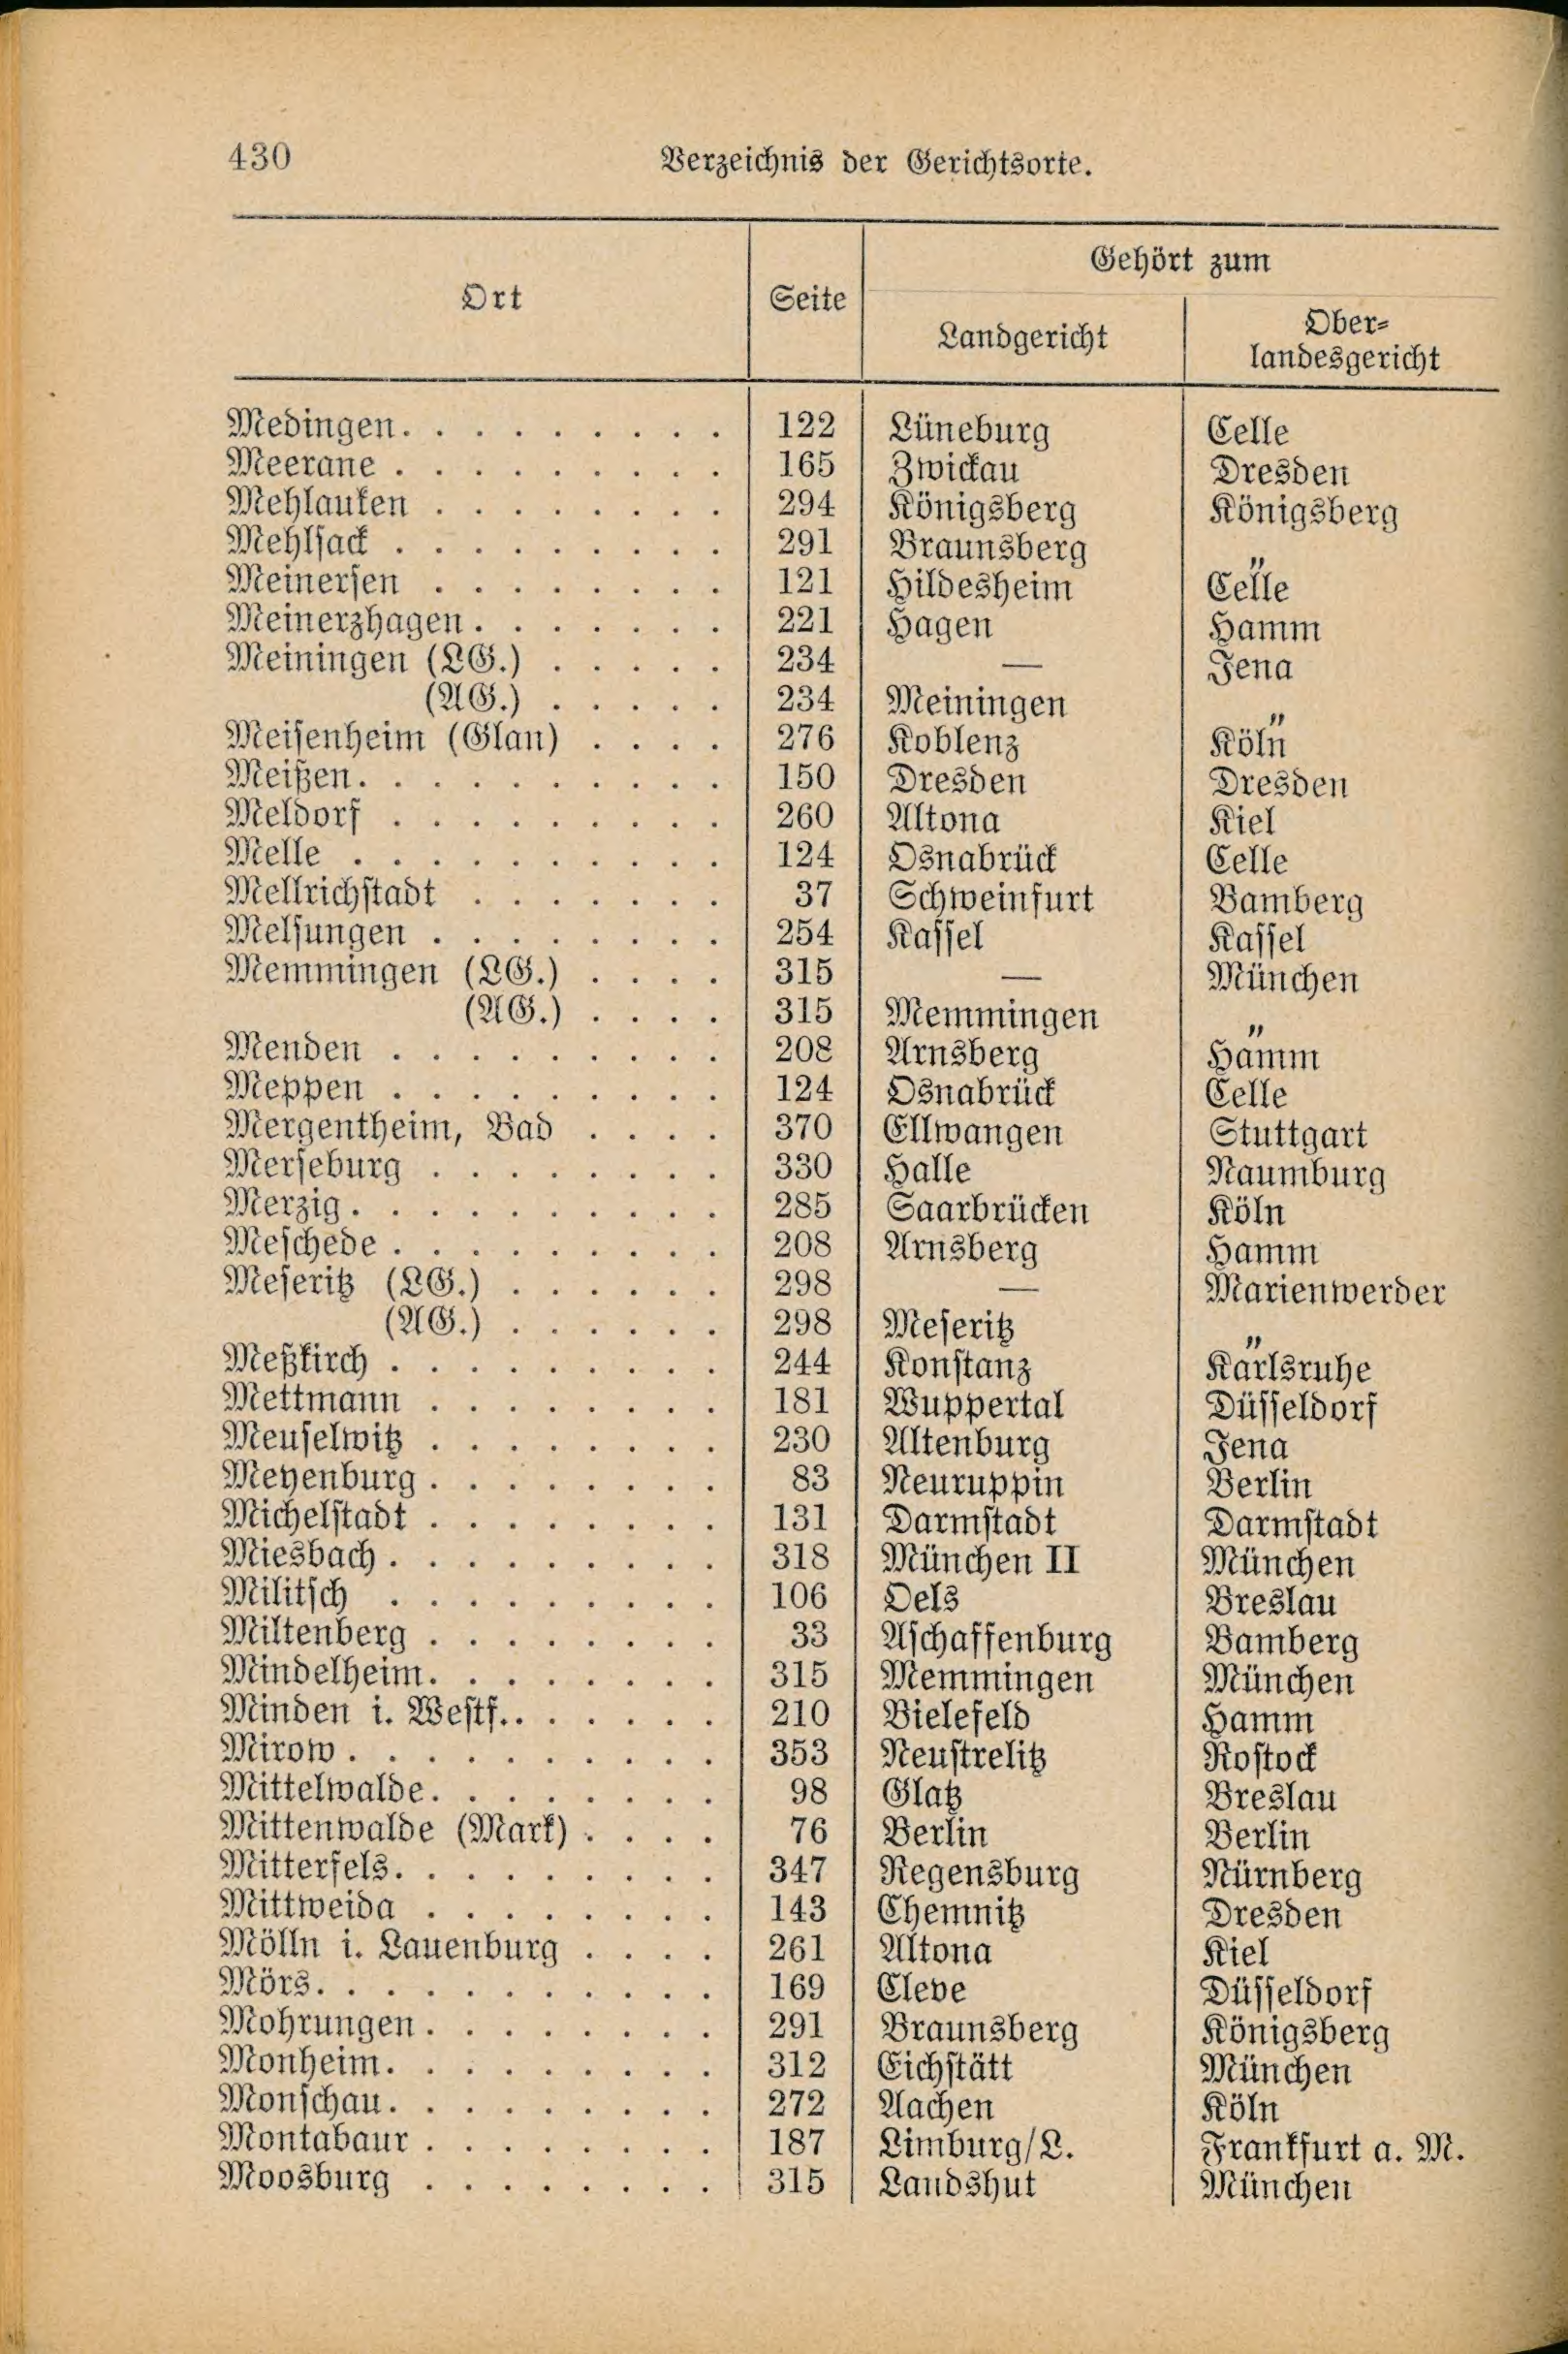 430 Verzeichnis der Gerichtsorte.
Gehört zum
Ort Seite Landgericht Ober=
landesgericht
Medingen. . . . . . . . . 122 Lüneburg Celle
Meerane . . . . . . . . . 165 Zwickau Dresden
Mehlauken . . . . . . . . 294 Königsberg Königsberg
Mehlsack . . . . . . . . . 291 Braunsberg "
Meinersen . . . . . . . . 121 Hildesheim Celle
Meinerzhagen. . . . . . . 221 Hagen Hamm
Meiningen (LG.) . . . . . 234 — Jena
(AG.) . . . . . 234 Meiningen "
Meisenheim (Glan) . . . . 276 Koblenz Köln
Meißen. . . . . . . . . . 150 Dresden Dresden
Meldorf . . . . . . . . . 260 Altona Kiel
Melle . . . . . . . . . . 124 Osnabrück Celle
Mellrichstadt . . . . . . . 37 Schweinfurt Bamberg
Melsungen . . . . . . . . 254 Kassel Kassel
Memmingen (LG.) . . . . 315 — München
(AG.) . . . . 315 Memmingen "
Menden . . . . . . . . . 208 Arnsberg Hamm
Meppen . . . . . . . . . 124 Osnabrück Celle
Mergentheim, Bad . . . . 370 Ellwangen Stuttgart
Merseburg . . . . . . . . 330 Halle Naumburg
Merzig. . . . . . . . . . 285 Saarbrücken Köln
Meschede . . . . . . . . . 208 Arnsberg Hamm
Meseritz (LG.) . . . . . . 298 — Marienwerder
(AG.) . . . . . . 298 Meseritz "
Meßkirch . . . . . . . . . 244 Konstanz Karlsruhe
Mettmann . . . . . . . . 181 Wuppertal Düsseldorf
Meuselwitz . . . . . . . . 230 Altenburg Jena
Meyenburg . . . . . . . . 83 Neuruppin Berlin
Michelstadt . . . . . . . . 131 Darmstadt Darmstadt
Miesbach . . . . . . . . . 318 München II München
Militsch . . . . . . . . . 106 Oels Breslau
Miltenberg . . . . . . . . 33 Aschaffenburg Bamberg
Mindelheim. . . . . . . . 315 Memmingen München
Minden i. Westf.. . . . . . 210 Bielefeld Hamm
Mirow . . . . . . . . . . 353 Neustrelitz Rostock
Mittelwalde. . . . . . . . 98 Glatz Breslau
Mittenwalde (Mark) . . . . 76 Berlin Berlin
Mitterfels. . . . . . . . . 347 Regensburg Nürnberg
Mittweida . . . . . . . . 143 Chemnitz Dresden
Mölln i. Lauenburg . . . . 261 Altona Kiel
Mörs. . . . . . . . . . . 169 Cleve Düsseldorf
Mohrungen . . . . . . . . 291 Braunsberg Königsberg
Monheim. . . . . . . . . 312 Eichstätt München
Monschau. . . . . . . . . 272 Aachen Köln
Montabaur . . . . . . . . 187 Limburg/L. Frankfurt a. M.
Moosburg . . . . . . . . 315 Landshut München